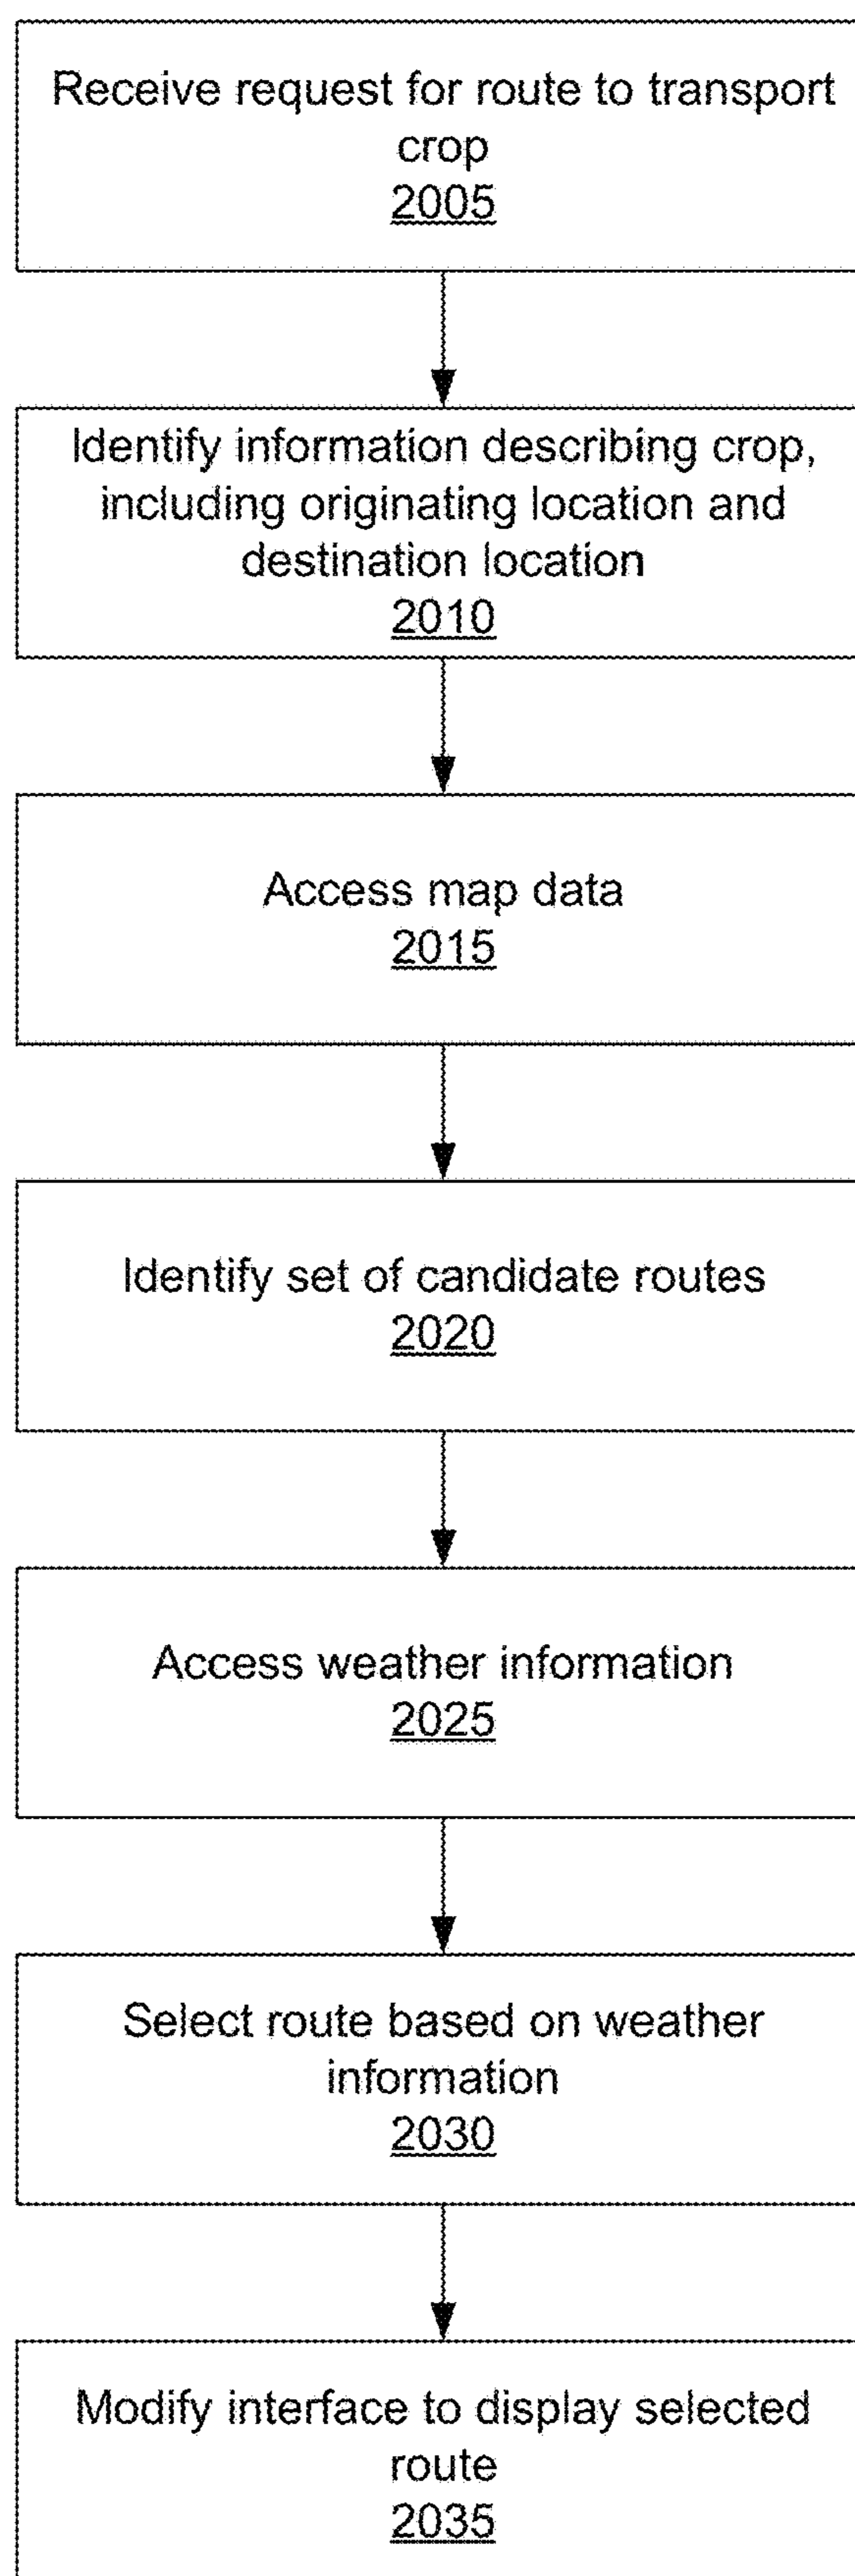 Receive request for route to transport
crop
2005
Identify information describing crop,
including originating location and
destination location
2010
Access map data
2015
Identify set of candidate routes
2020
Access weather information
2025
Select route based on weather
information
2030
Modify interface to display selected
route
2035